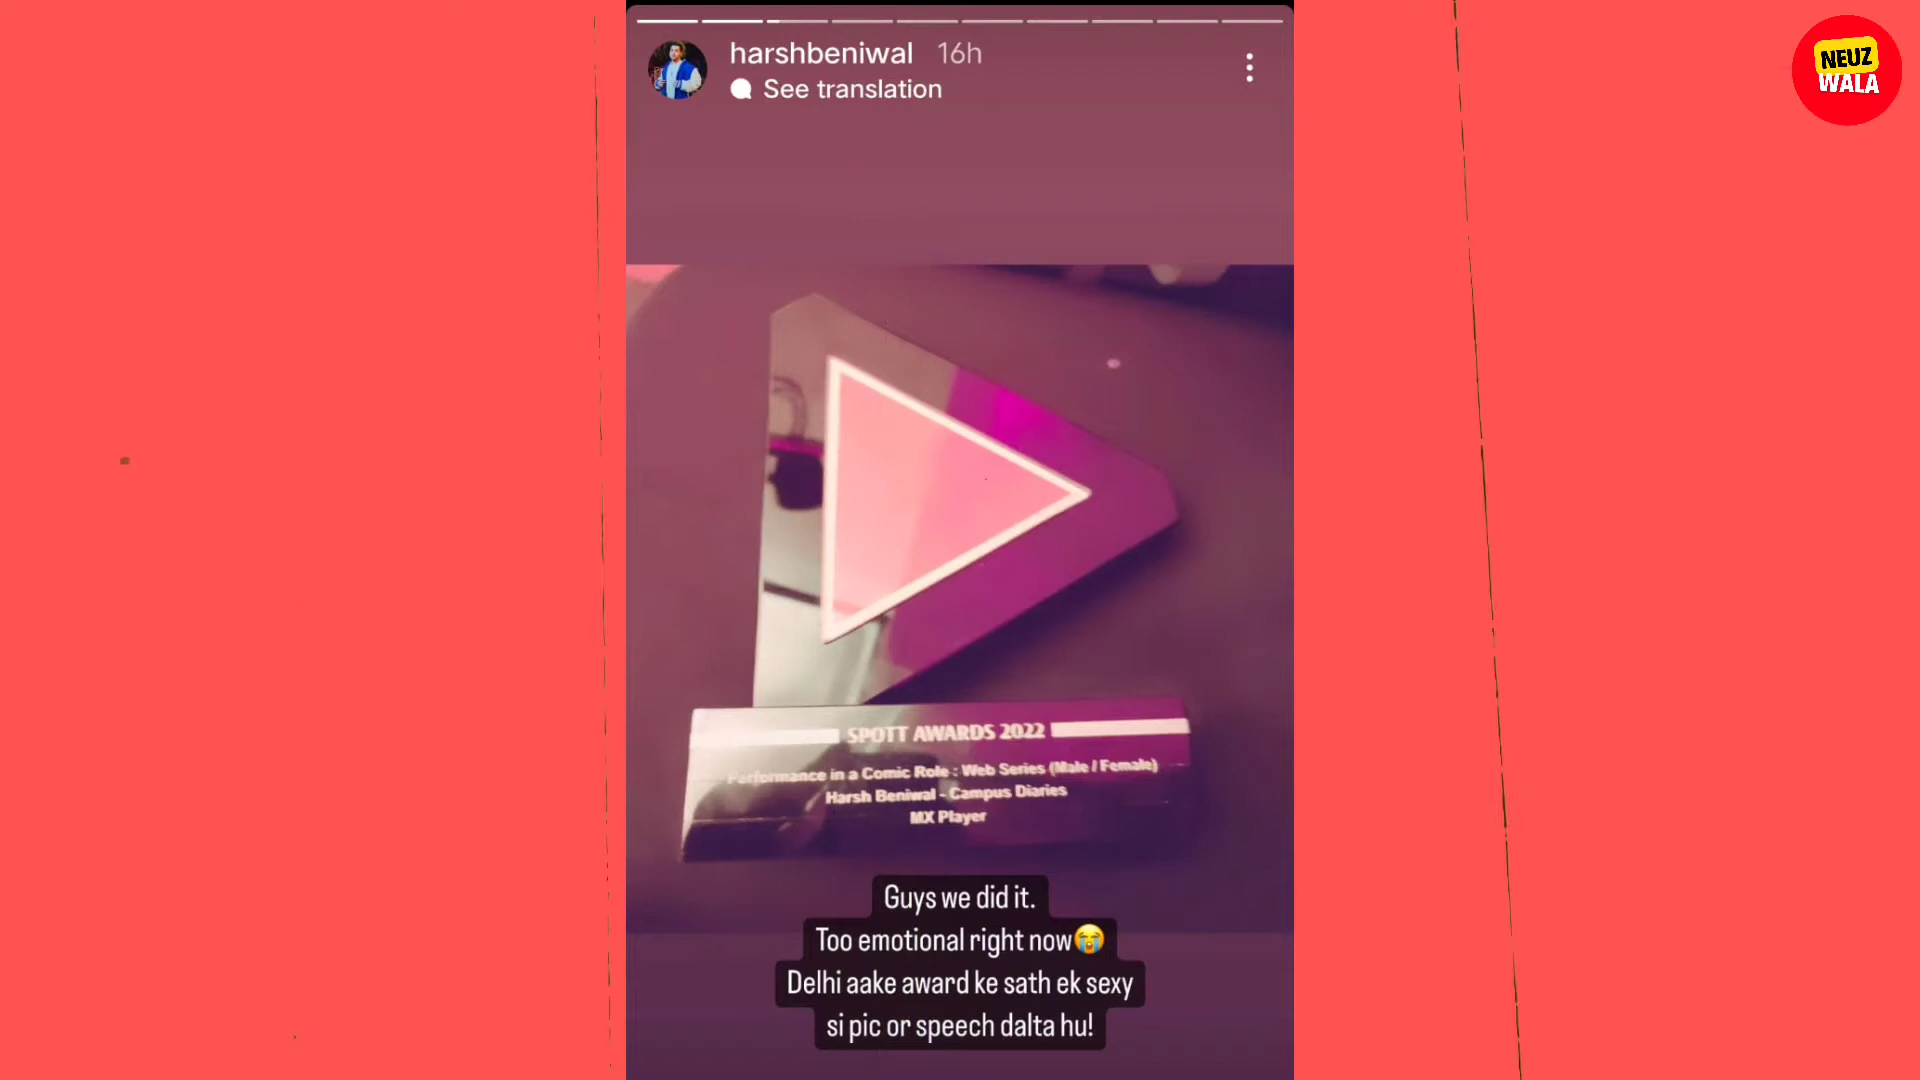 harshbeniwal 16h
See translation
NEUZ
WALA
SPOTT AWARDS 2022
Performance in a Comic Role : Web Series (Male / Female)
Harsh Beniwal - Campus Diaries
MX Player
Guys we did it.
Too emotional right now😭
Delhi aake award ke sath ek sexy
si pic or speech dalta hu!